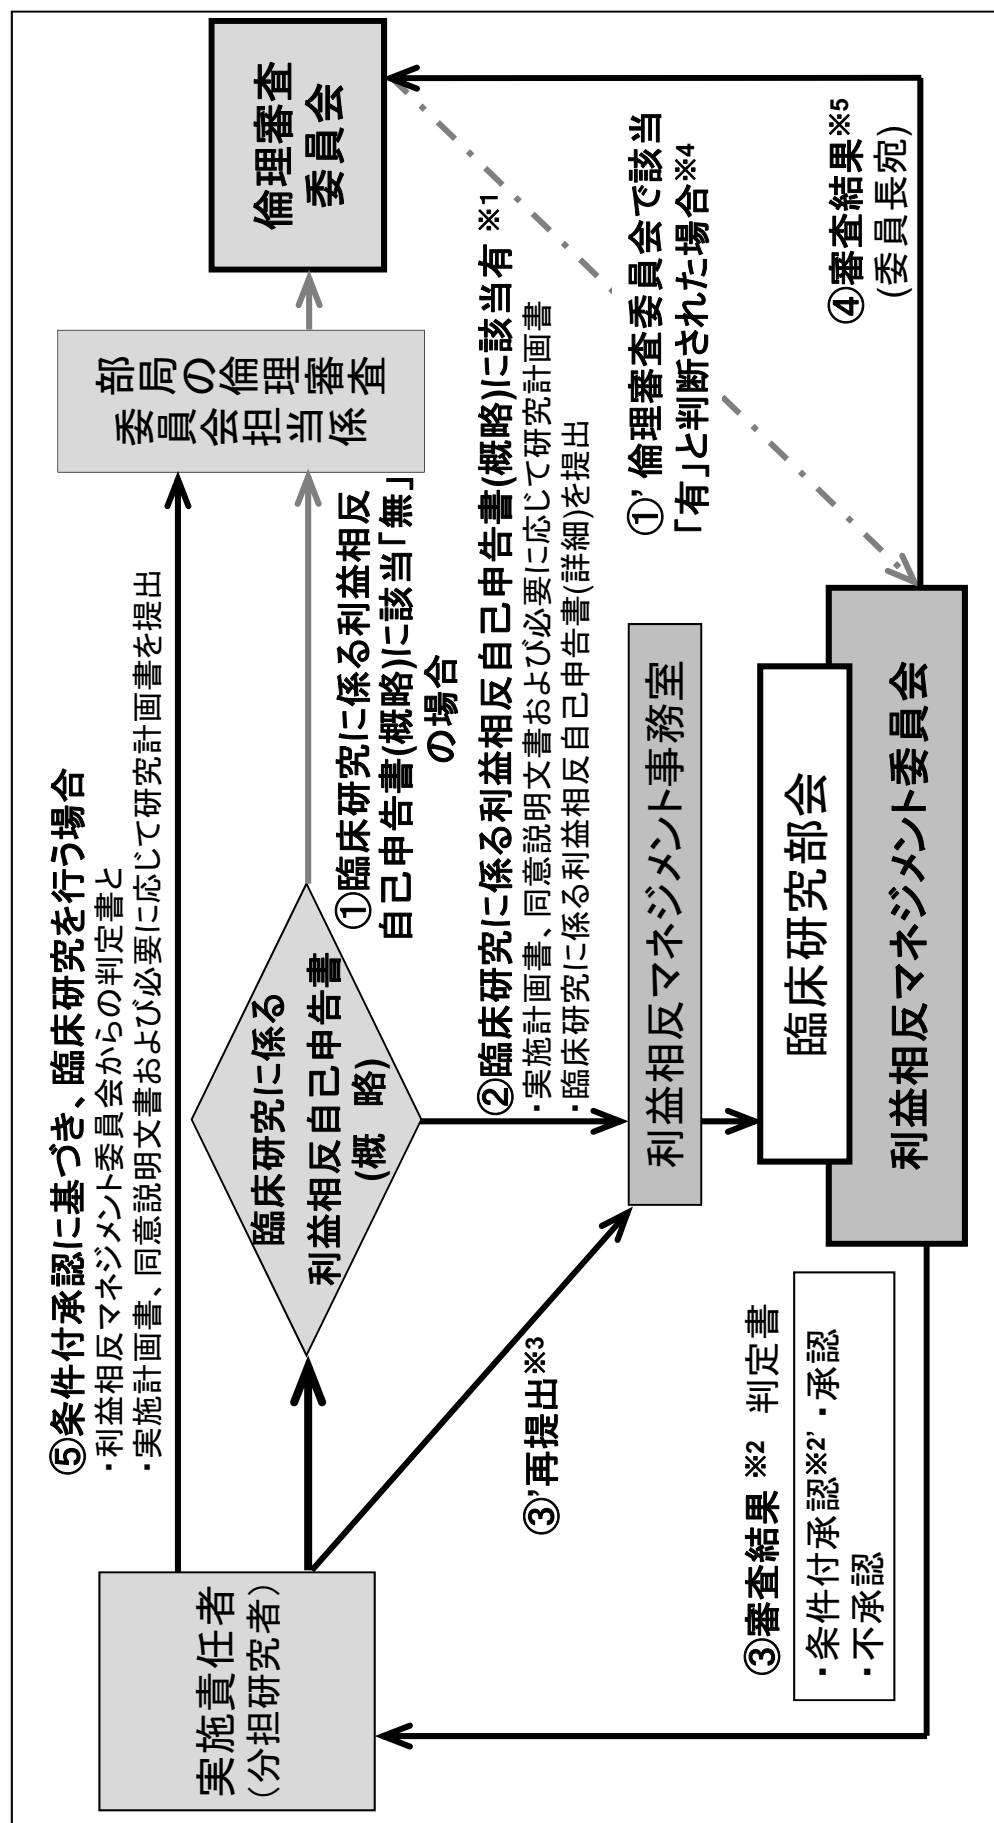 ⑤条件付承認に基づき、臨床研究を行う場合
・利益相反マネジメント委員会からの判定書と
・実施計画書、同意説明文書および必要に応じて研究計画書を提出
実施責任者
(分担研究者)
臨床研究に係る
利益相反自己申告書
(概 略)
①臨床研究に係る利益相反
自己申告書(概略)に該当「無」
の場合
部局の倫理審査
委員会担当係
倫理審査
委員会
②臨床研究に係る利益相反自己申告書(概略)に該当有 ※1
・実施計画書、同意説明文書および必要に応じて研究計画書
・臨床研究に係る利益相反自己申告書(詳細)を提出
③’再提出※3
①’倫理審査委員会で該当
「有」と判断された場合※4
利益相反マネジメント事務室
③審査結果 ※2 判定書
・条件付承認※2’ ・承認
・不承認
臨床研究部会
利益相反マネジメント委員会
④審査結果※5
(委員長宛)